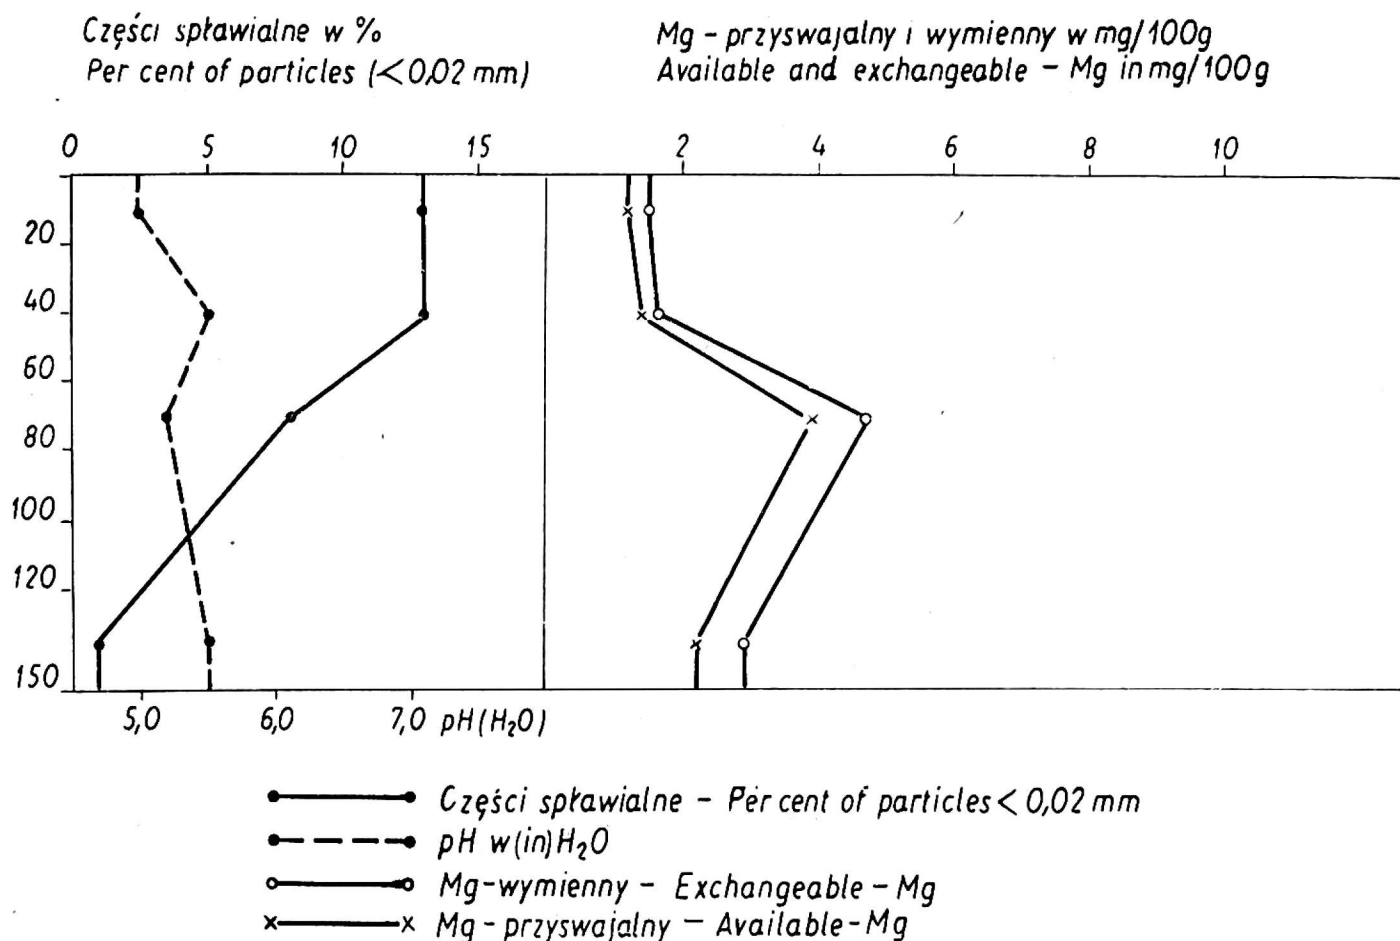 Części spławialne w %
Per cent of particles (<0,02 mm)
Mg - przyswajalny i wymienny w mg/100g
Available and exchangeable - Mg in mg/100g
0 5 10 15 2 4 6 8 10
20
40
60
80
100
120
150
5,0 6,0 7,0 pH (H₂O)
Części spławialne - Per cent of particles < 0,02 mm
pH w(in) H₂O
Mg-wymienny - Exchangeable - Mg
Mg - przyswajalny - Available-Mg